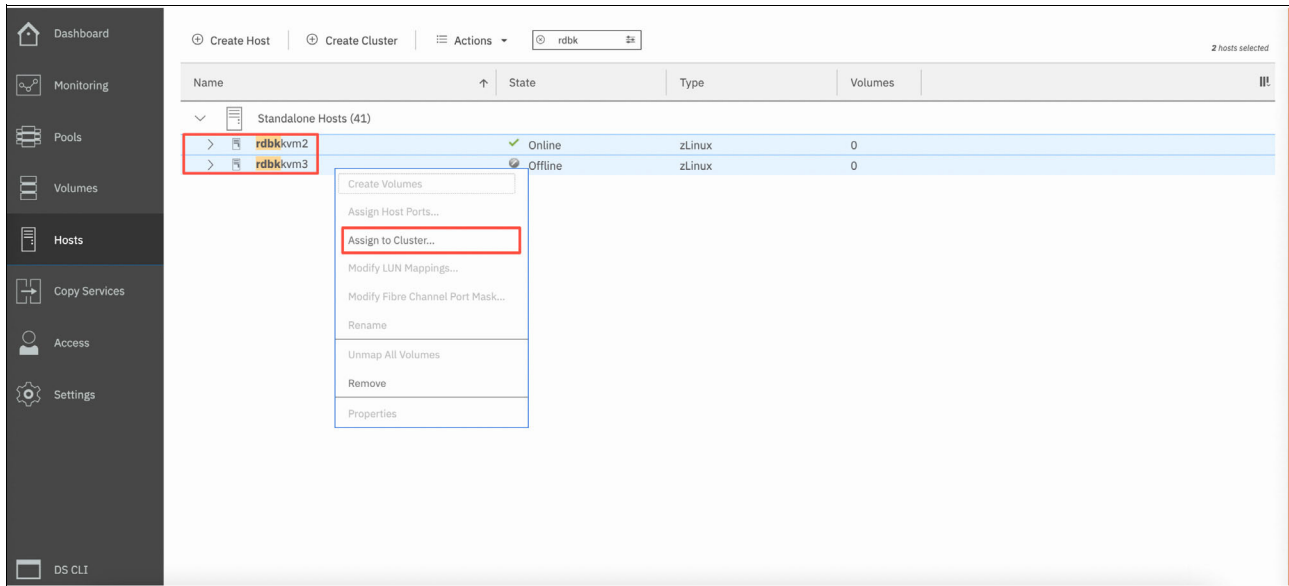 Dashboard
Monitoring
Pools
Volumes
Hosts
Copy Services
Access
Settings
DS CLI
Create Host
Create Cluster
Actions
rdbk
2 hosts selected
Name State Type Volumes
Standalone Hosts (41)
rdbkkvm2 Online zLinux 0
rdbkkvm3 Offline zLinux 0
Create Volumes
Assign Host Ports...
Assign to Cluster...
Modify LUN Mappings...
Modify Fibre Channel Port Mask...
Rename
Unmap All Volumes
Remove
Properties